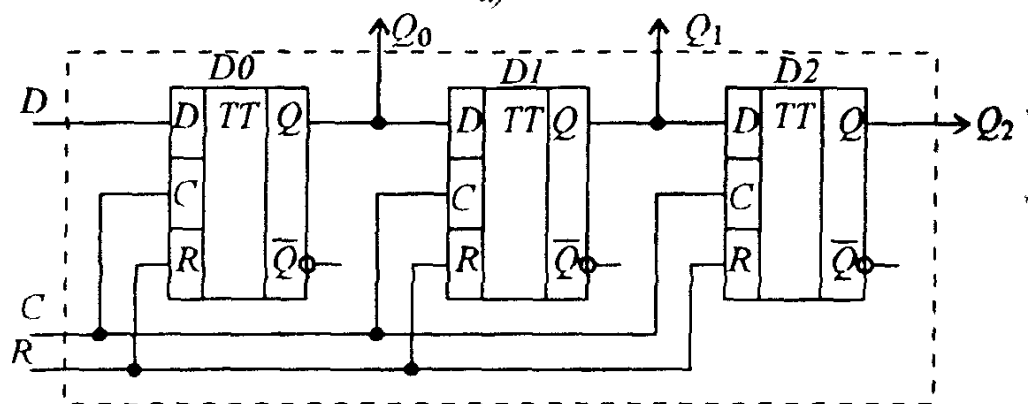 а)
Q₀ Q₁
D0 D1 D2
D D TT Q D TT Q D TT Q Q₂
C C C
R Q̅ R Q̅ R Q̅
C
R